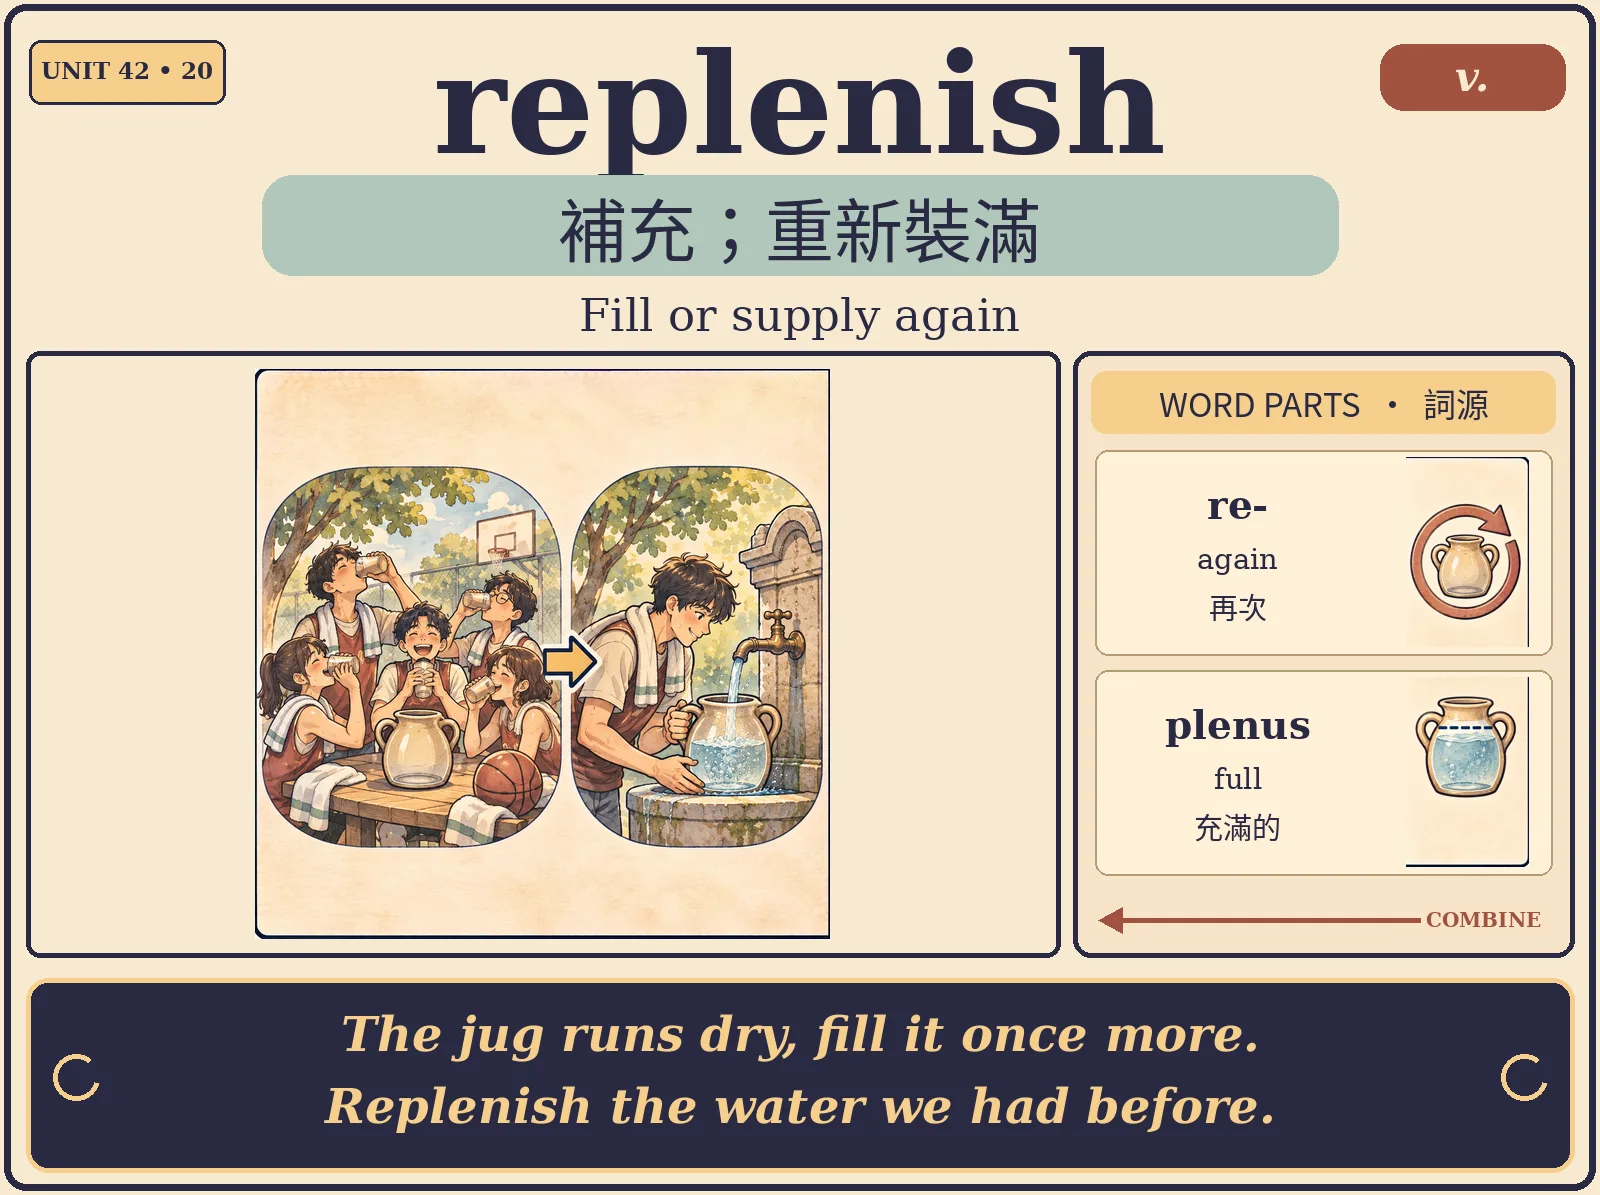 UNIT 42 • 20
replenish
v.
補充；重新裝滿
Fill or supply again
WORD PARTS • 詞源
re-
again
再次
plenus
full
充滿的
COMBINE
The jug runs dry, fill it once more.
Replenish the water we had before.